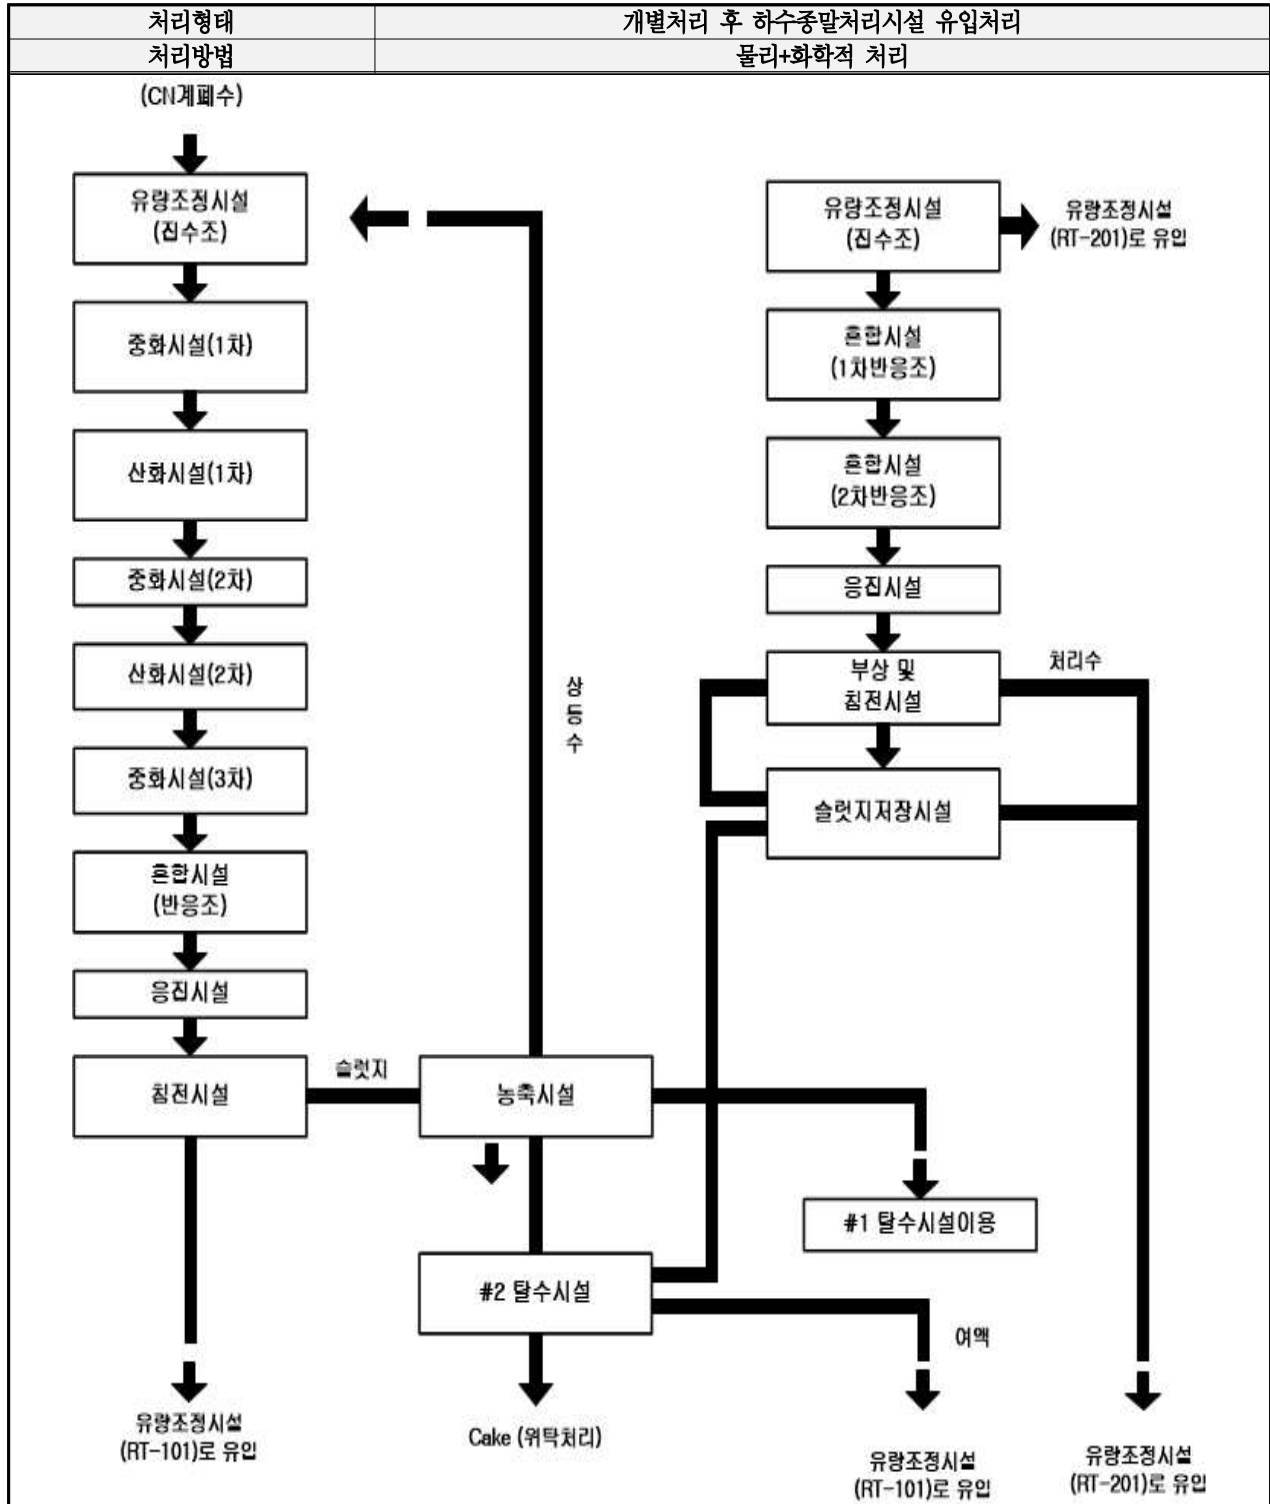 처리형태 개별처리 후 하수종말처리시설 유입처리
처리방법 물리+화학적 처리
(CN계폐수)
유량조정시설
(집수조)
중화시설(1차)
산화시설(1차)
중화시설(2차)
산화시설(2차)
중화시설(3차)
혼합시설
(반응조)
응집시설
침전시설
유량조정시설
(RT-101)로 유입
슬럿지
상
등
수
농축시설
#2 탈수시설
Cake (위탁처리)
유량조정시설
(집수조)
유량조정시설
(RT-201)로 유입
혼합시설
(1차반응조)
혼합시설
(2차반응조)
응진시설
부상 및
침전시설
처리수
슬럿지저장시설
#1 탈수시설이용
여액
유량조정시설
(RT-101)로 유입
유량조정시설
(RT-201)로 유입